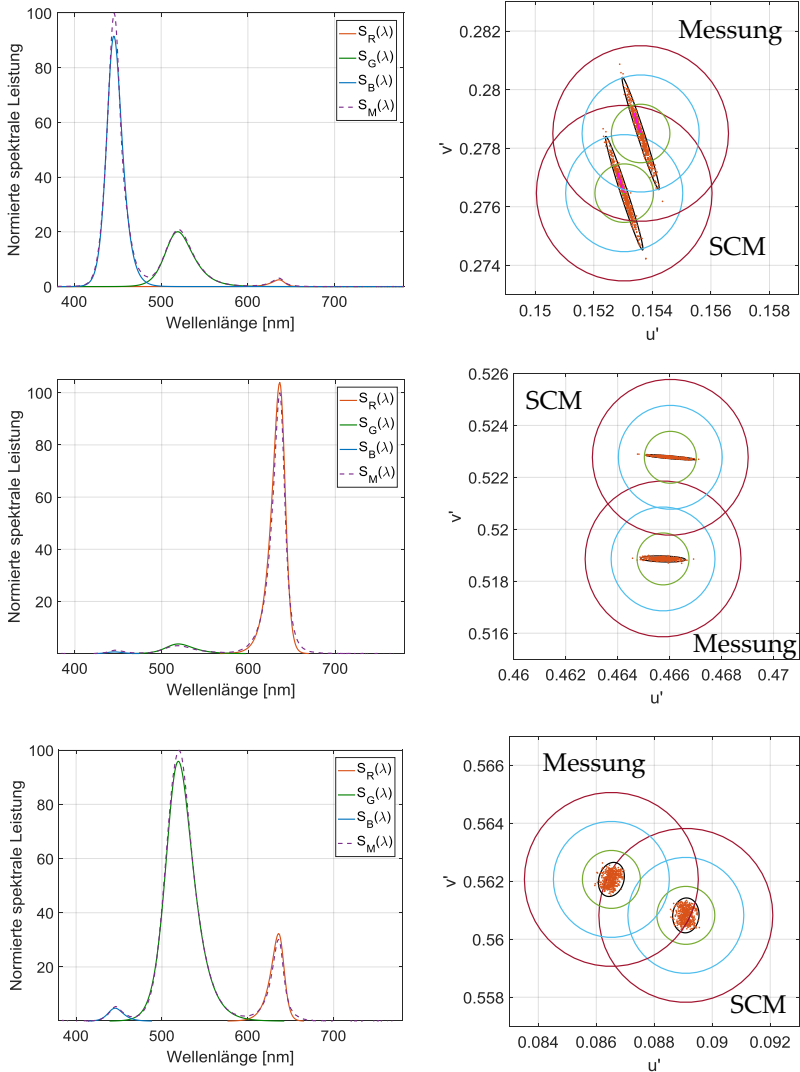 Normierte spektrale Leistung
100
80
60
40
20
0
400
500
600
700
Wellenlänge [nm]
S_R(λ)
S_G(λ)
S_B(λ)
S_M(λ)
v'
0.282
0.28
0.278
0.276
0.274
0.15
0.152
0.154
0.156
0.158
u'
Messung
SCM
Normierte spektrale Leistung
100
80
60
40
20
400
500
600
700
Wellenlänge [nm]
S_R(λ)
S_G(λ)
S_B(λ)
S_M(λ)
v'
0.526
0.524
0.522
0.52
0.518
0.516
0.46
0.462
0.464
0.466
0.468
0.47
u'
SCM
Messung
Normierte spektrale Leistung
100
80
60
40
20
400
500
600
700
Wellenlänge [nm]
S_R(λ)
S_G(λ)
S_B(λ)
S_M(λ)
v'
0.566
0.564
0.562
0.56
0.558
0.084
0.086
0.088
0.09
0.092
u'
Messung
SCM